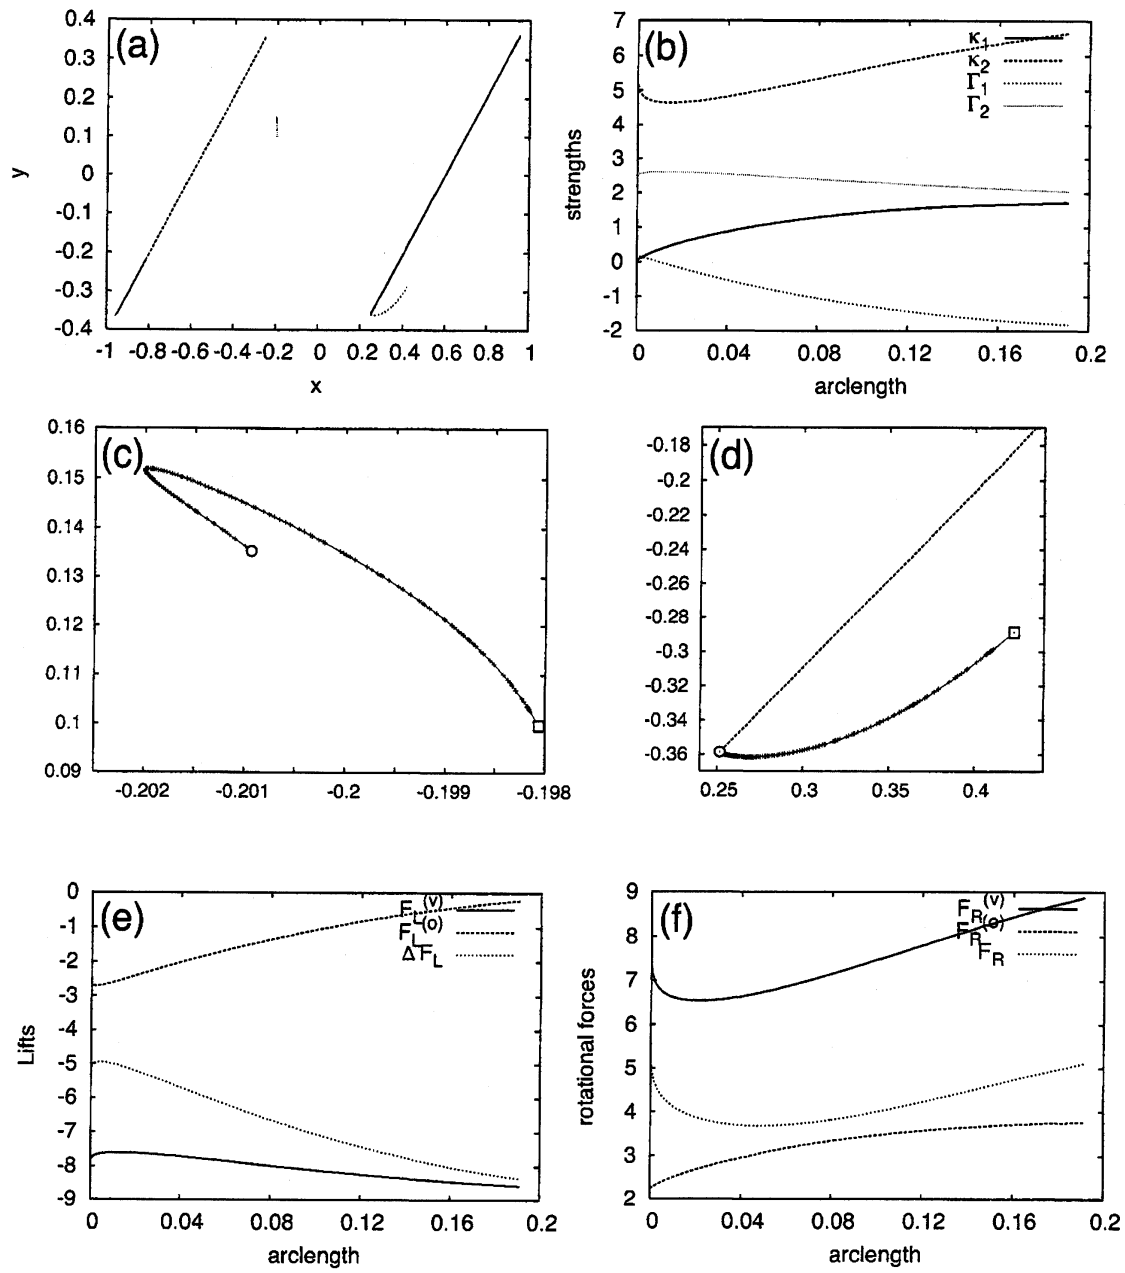 (a)
0.4
0.3
0.2
0.1
0
-0.1
-0.2
-0.3
-0.4
y
-1 -0.8 -0.6 -0.4 -0.2 0 0.2 0.4 0.6 0.8 1
x
(b)
7
6
5
4
3
2
1
0
-1
-2
strengths
κ1
κ2
Γ1
Γ2
0 0.04 0.08 0.12 0.16 0.2
arclength
(c)
0.16
0.15
0.14
0.13
0.12
0.11
0.1
0.09
-0.202 -0.201 -0.2 -0.199 -0.198
(d)
-0.18
-0.2
-0.22
-0.24
-0.26
-0.28
-0.3
-0.32
-0.34
-0.36
0.25 0.3 0.35 0.4
(e)
0
-1
-2
-3
-4
-5
-6
-7
-8
-9
Lifts
FL(v)
FL(o)
Δ FL
0 0.04 0.08 0.12 0.16 0.2
arclength
(f)
9
8
7
6
5
4
3
2
rotational forces
FR(v)
FR(o)
FR
0 0.04 0.08 0.12 0.16 0.2
arclength